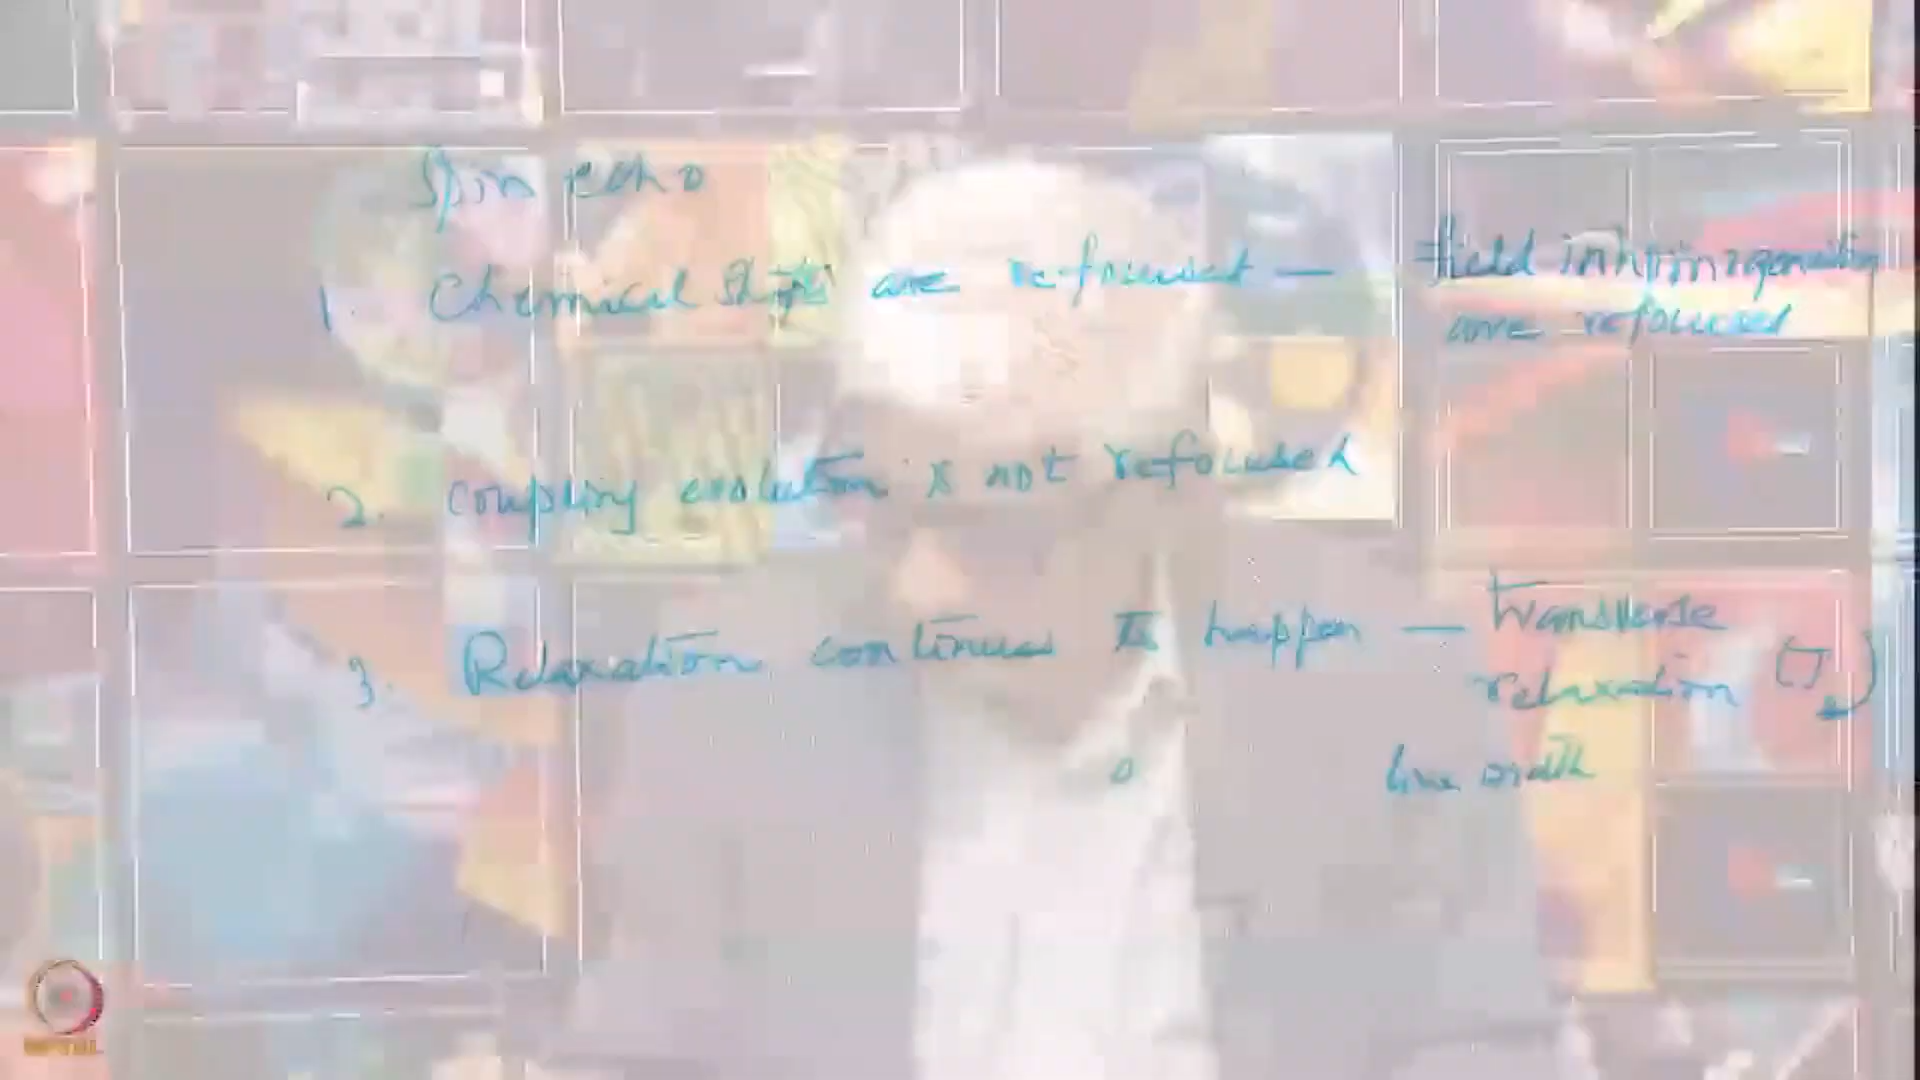 Spin echo
1. Chemical shifts are refocused — field inhomogeneities are refocused
2. coupling evolution is not refocused
3. Relaxation continues to happen — transverse relaxation (T2)
line width
NPTEL